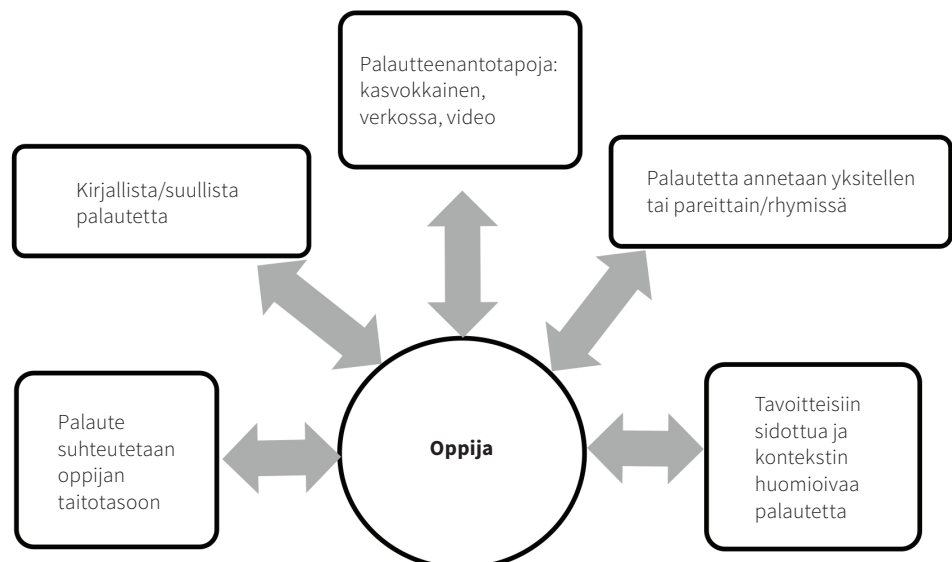 Palautteenantotapoja:
kasvokkainen,
verkossa, video
Kirjallista/suullista
palautetta
Palautetta annetaan yksitellen
tai pareittain/rhymissä
Palaute
suhteutetaan
oppijan
taitotasoon
Oppija
Tavoitteisiin
sidottua ja
kontekstin
huomioivaa
palautetta